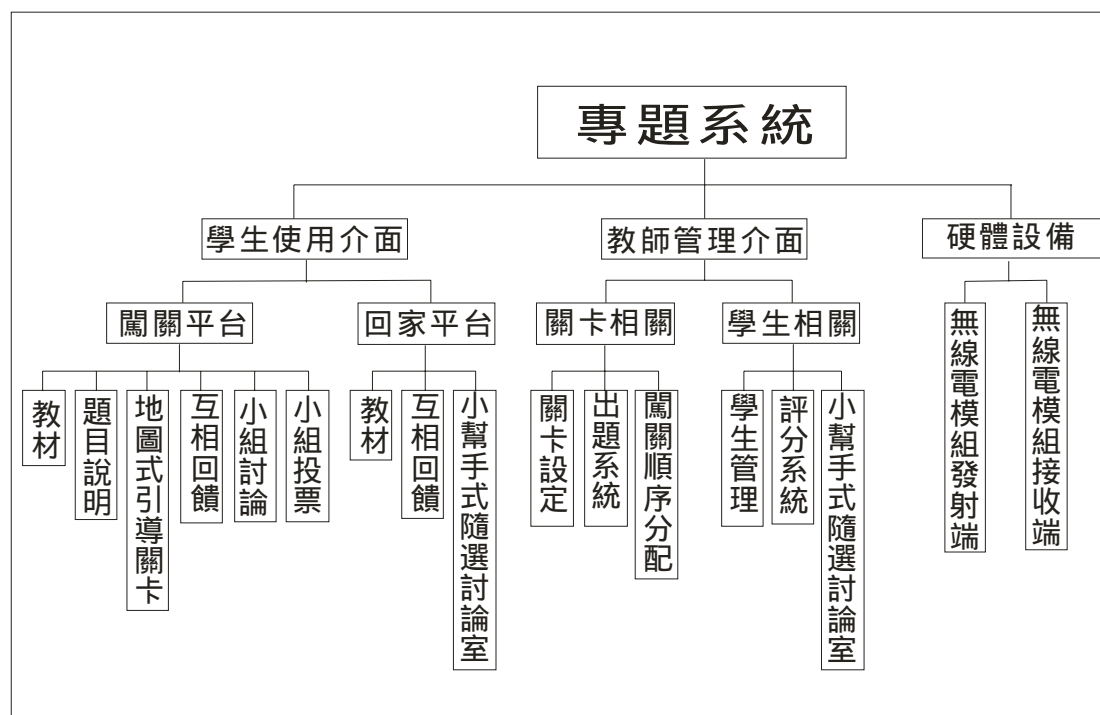 專題系統
學生使用介面
教師管理介面
硬體設備
闖關平台
回家平台
關卡相關
學生相關
無線電模組發射端
無線電模組接收端
教材
題目說明
地圖式引導關卡
互相回饋
小組討論
小組投票
教材
互相回饋
小幫手式隨選討論室
關卡設定
出題系統
闖關順序分配
學生管理
評分系統
小幫手式隨選討論室